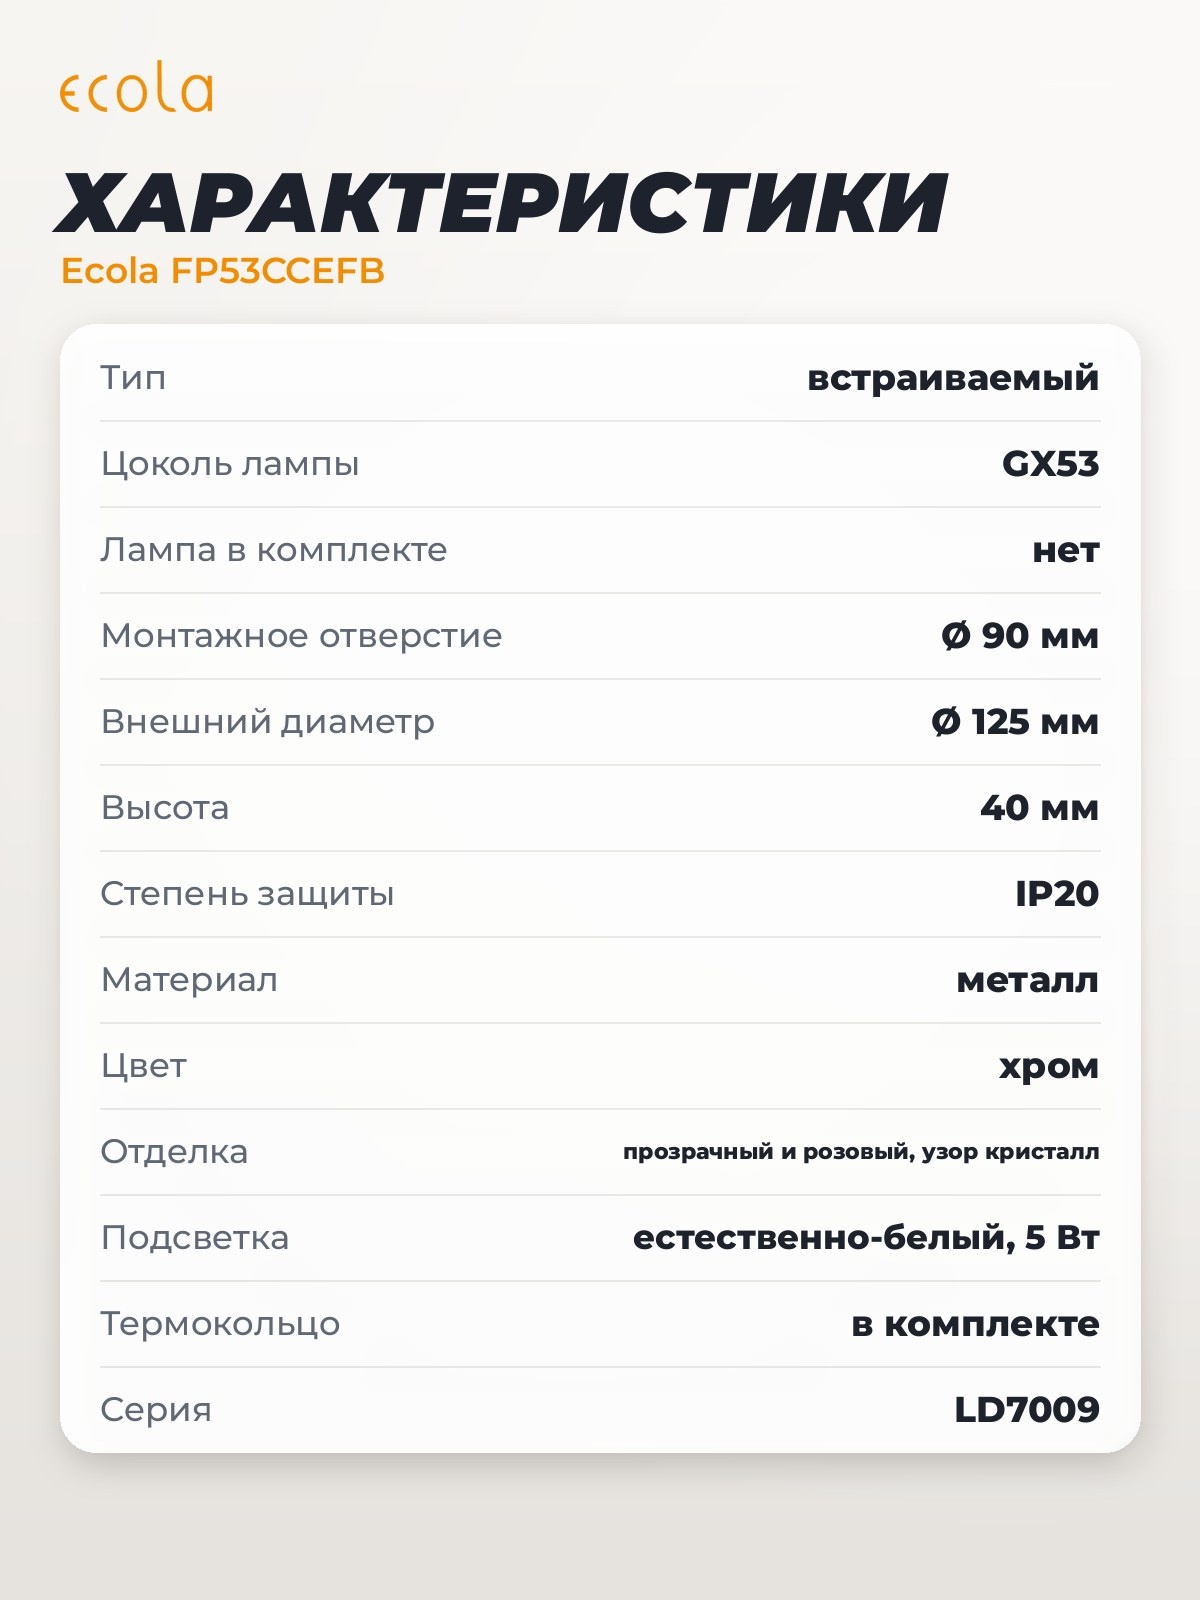 ecola
ХАРАКТЕРИСТИКИ
Ecola FP53CCEFB
Тип встраиваемый
Цоколь лампы GX53
Лампа в комплекте нет
Монтажное отверстие Ø 90 мм
Внешний диаметр Ø 125 мм
Высота 40 мм
Степень защиты IP20
Материал металл
Цвет хром
Отделка прозрачный и розовый, узор кристалл
Подсветка естественно-белый, 5 Вт
Термокольцо в комплекте
Серия LD7009